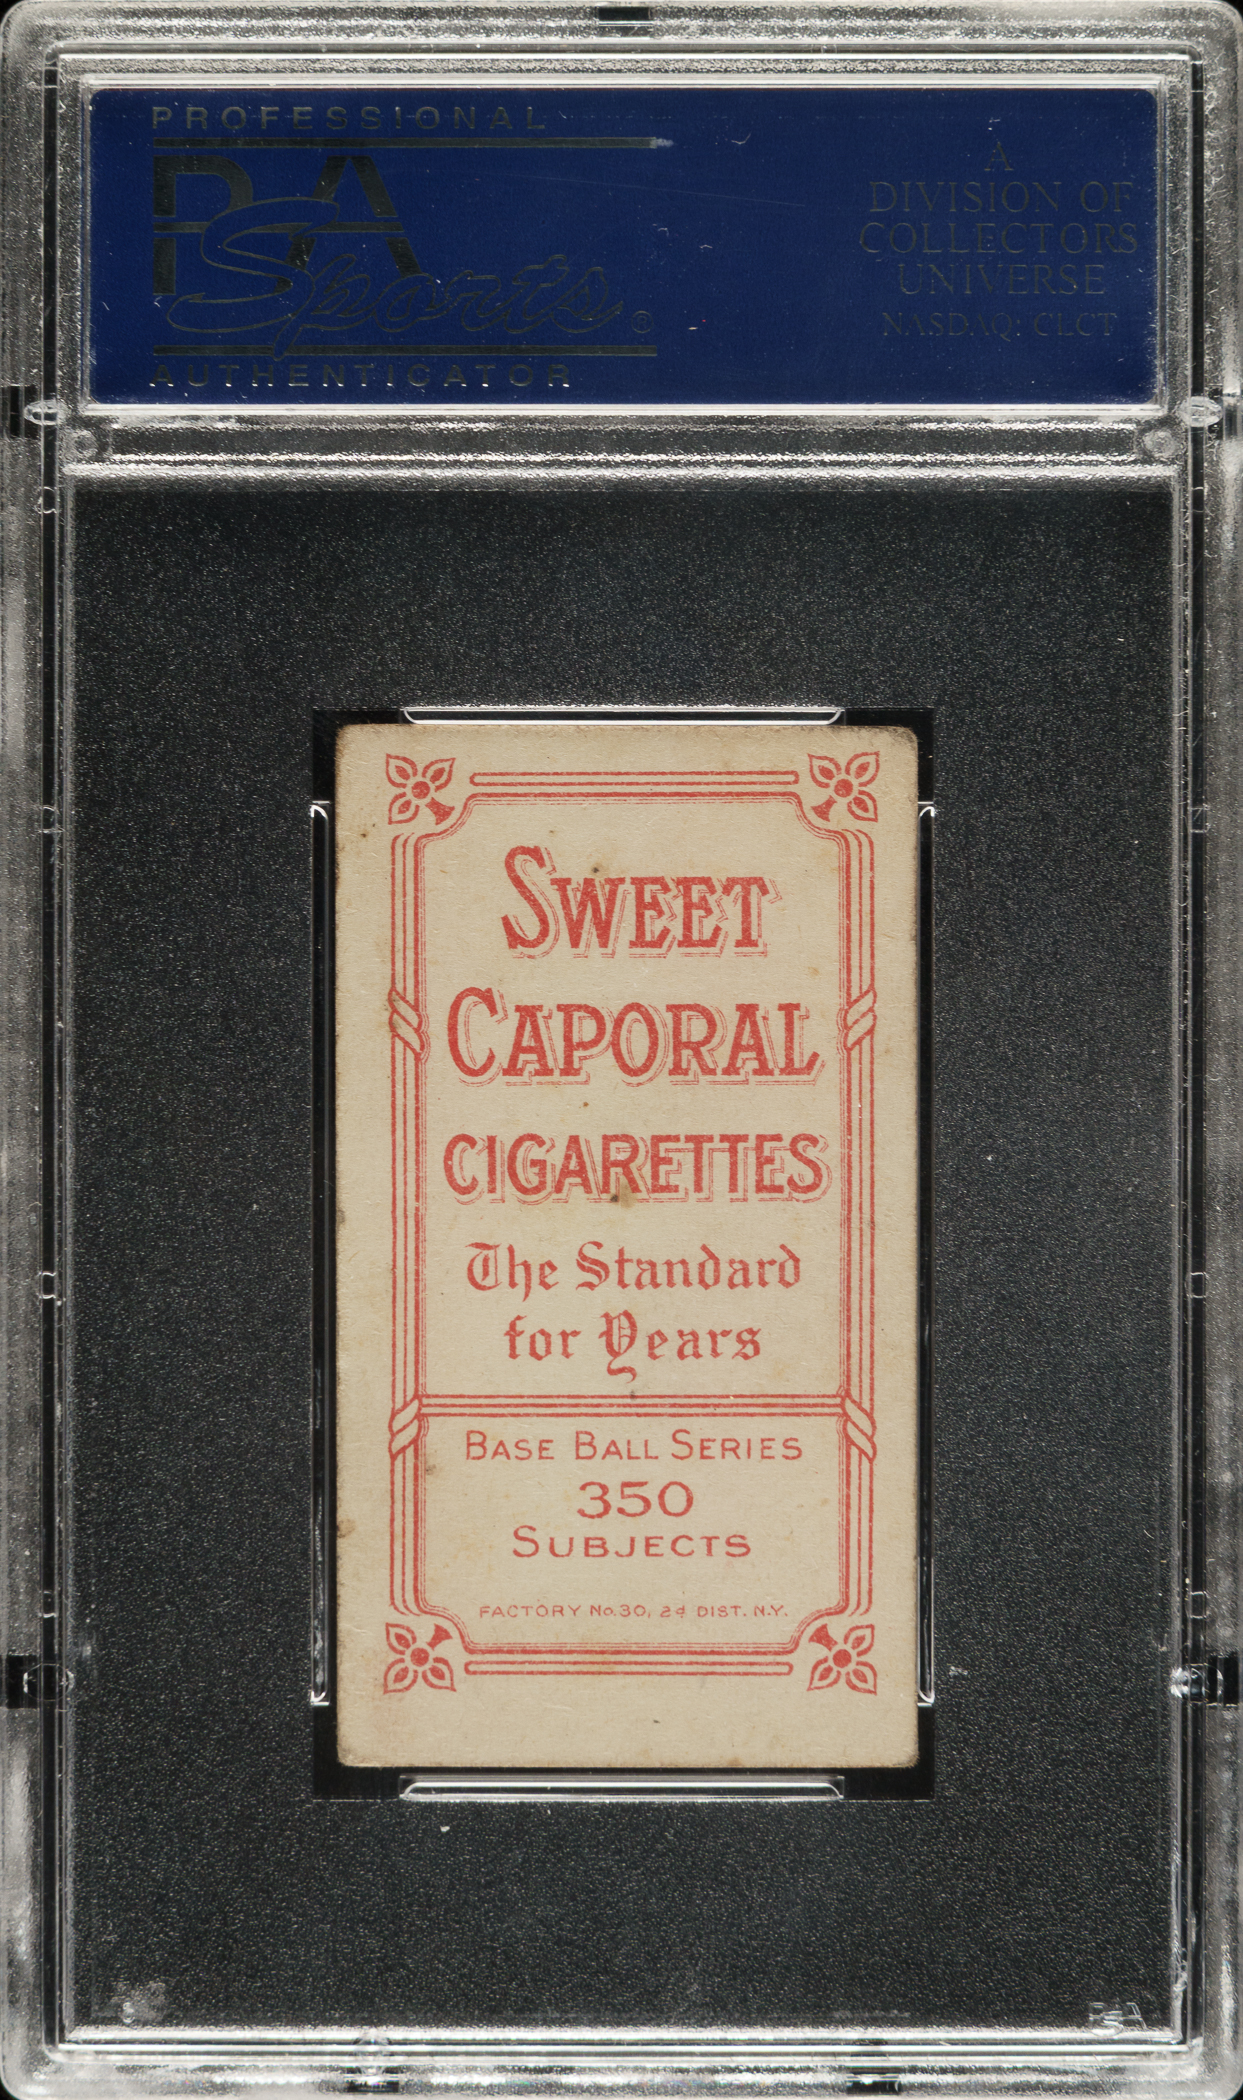 PROFESSIONAL
PSA
Sports®
AUTHENTICATOR
A
DIVISION OF
COLLECTORS
UNIVERSE
NASDAQ: CLCT
SWEET
CAPORAL
CIGARETTES
The Standard
for Years
BASE BALL SERIES
350
SUBJECTS
FACTORY No. 30, 2d DIST. N.Y.
PSA